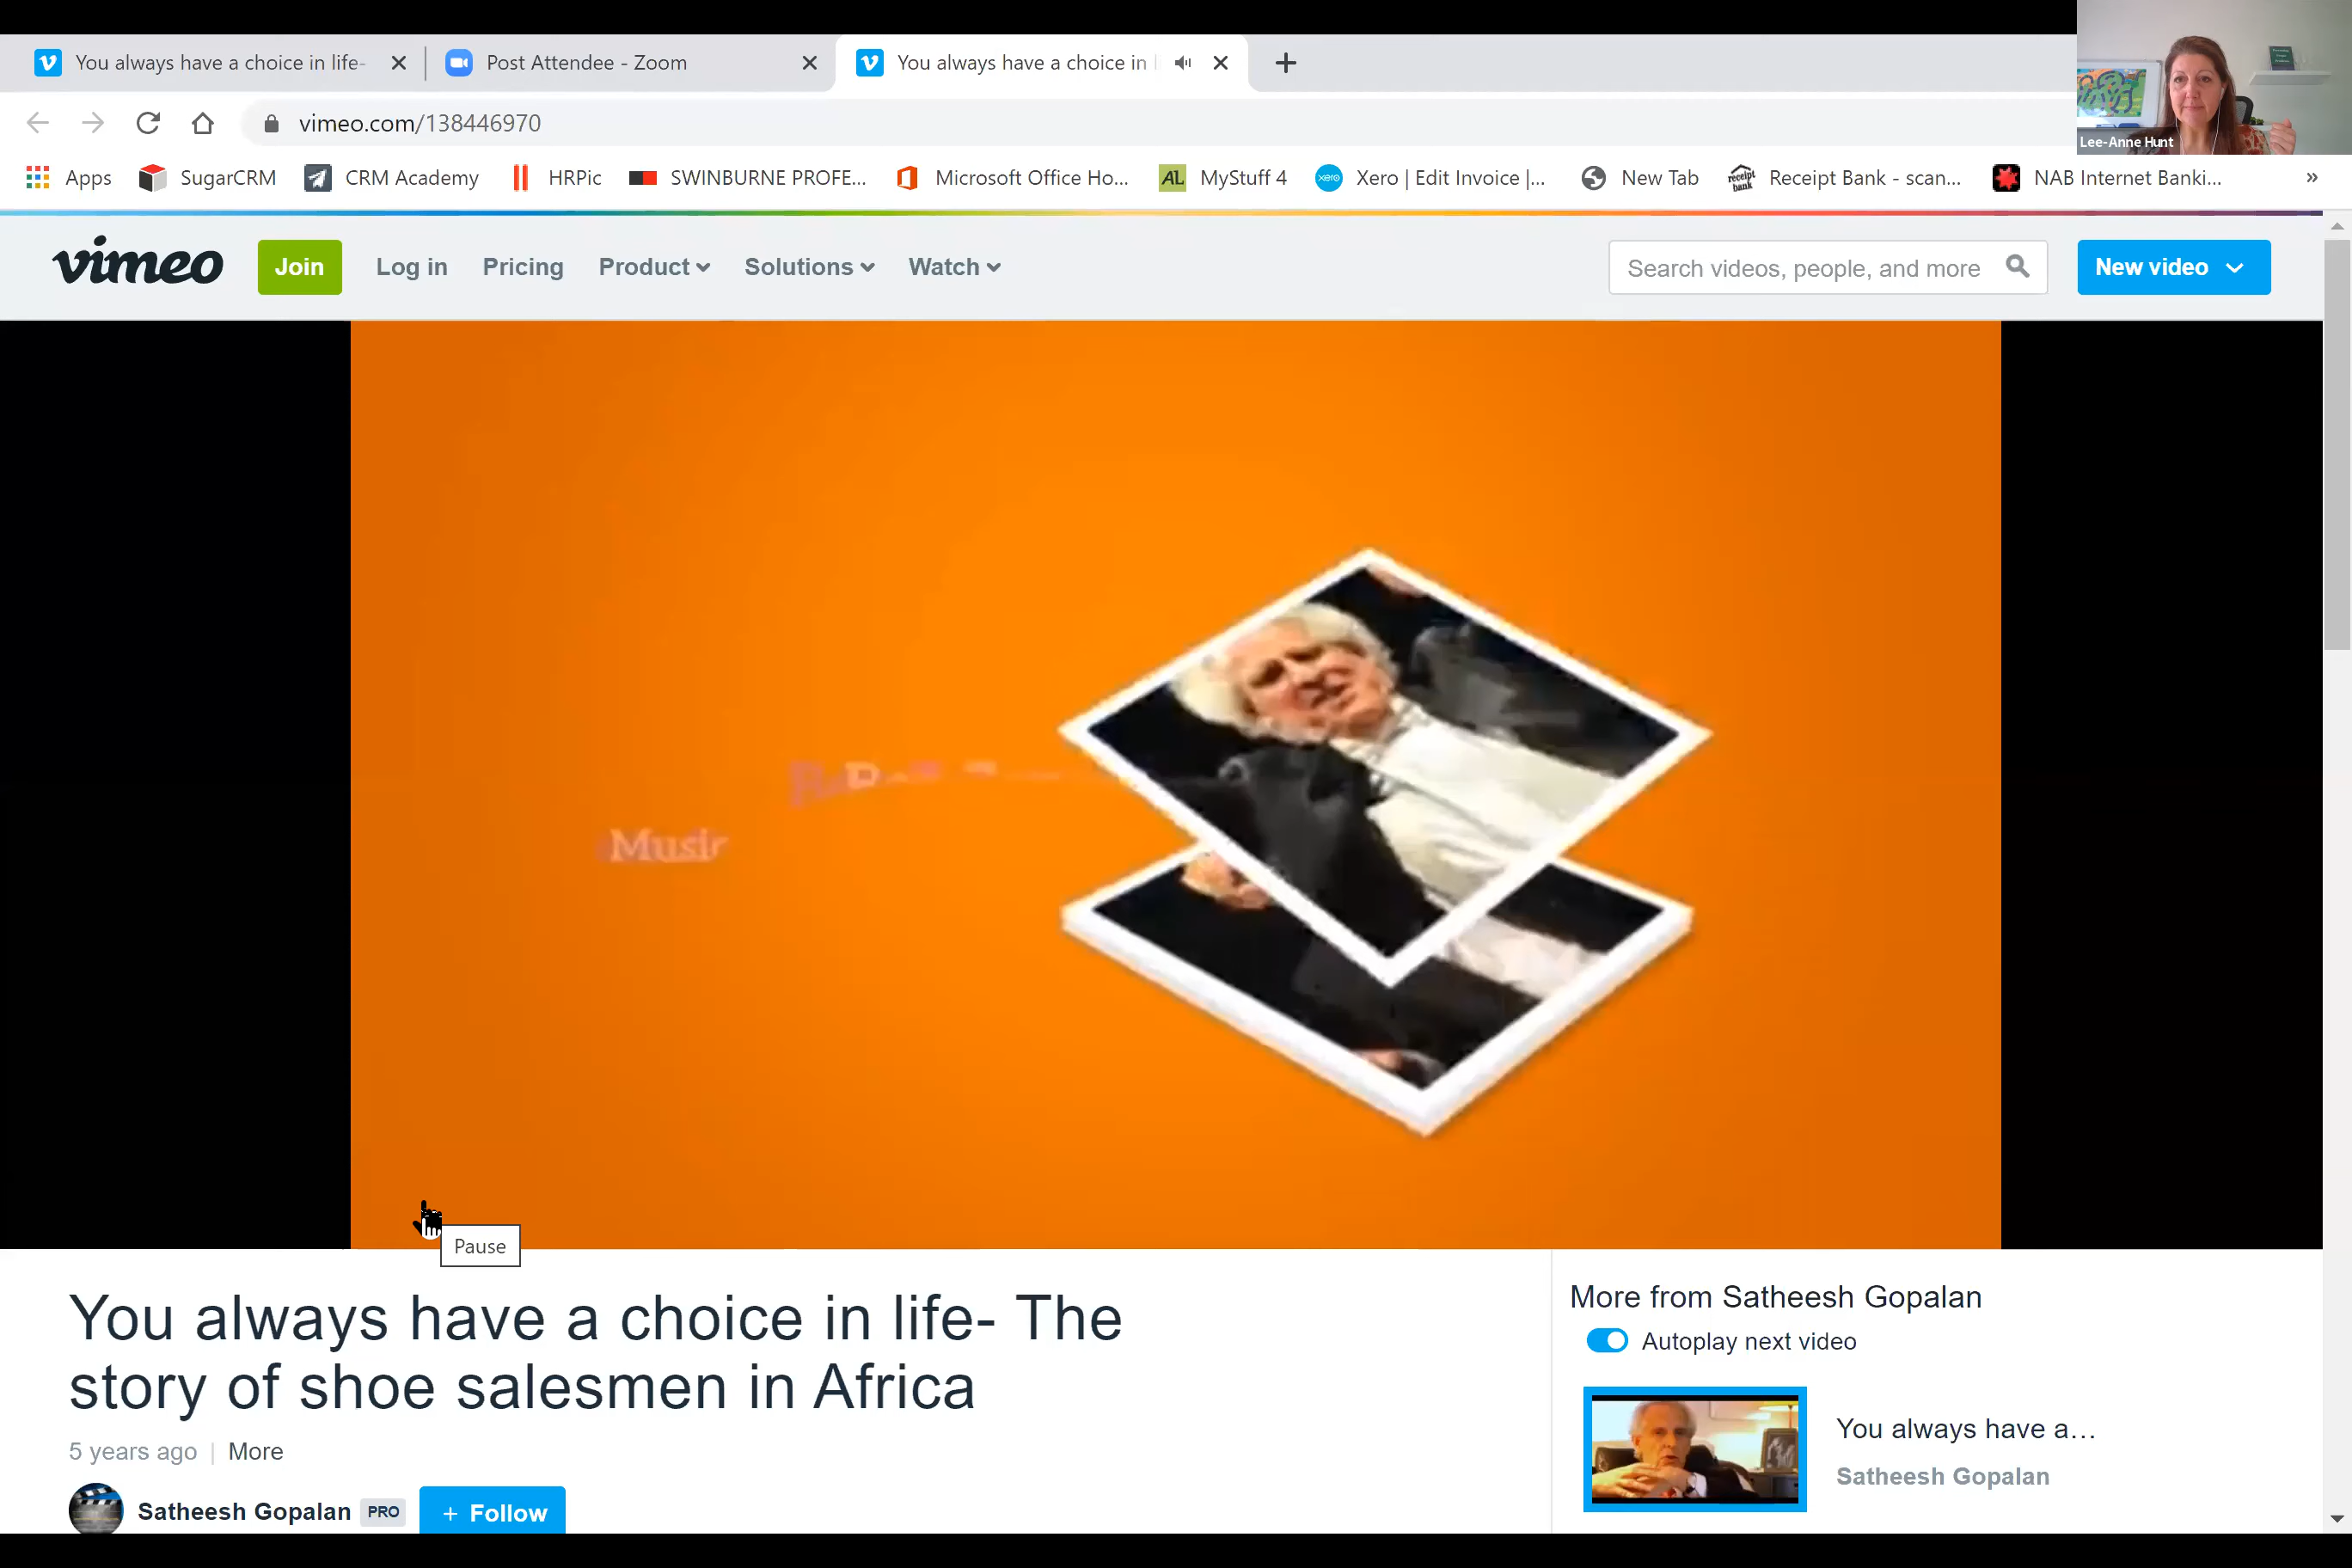 You always have a choice in life-
Post Attendee - Zoom
You always have a choice in
vimeo.com/138446970
Lee-Anne Hunt
Apps
SugarCRM
CRM Academy
HRPic
SWINBURNE PROFE...
Microsoft Office Ho...
AL
MyStuff 4
xero
Xero | Edit Invoice |...
New Tab
receipt
bank
Receipt Bank - scan...
NAB Internet Banki...
»
vimeo
Join
Log in
Pricing
Product
Solutions
Watch
Search videos, people, and more
New video
Pause
You always have a choice in life- The
story of shoe salesmen in Africa
5 years ago | More
Satheesh Gopalan PRO
+ Follow
More from Satheesh Gopalan
Autoplay next video
You always have a...
Satheesh Gopalan